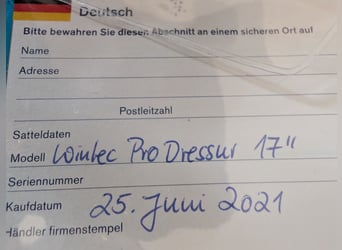 Deutsch
Bitte bewahren Sie diesen Abschnitt an einem sicheren Ort auf
Name
Adresse
Postleitzahl
Satteldaten
Modell Wintec Pro Dressur 17"
Seriennummer
Kaufdatum 25. Juni 2021
Händler firmenstempel